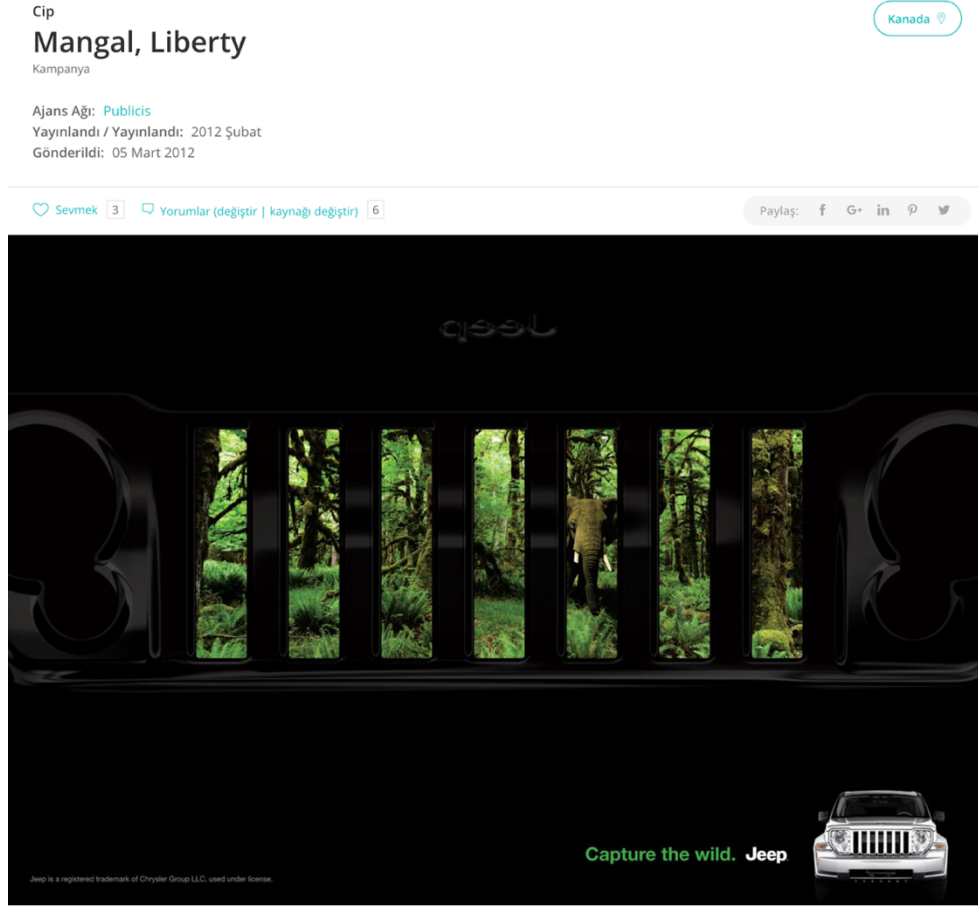 Cip
Kanada
Mangal, Liberty
Kampanya
Ajans Ağı: Publicis
Yayınlandı / Yayınlandı: 2012 Şubat
Gönderildi: 05 Mart 2012
Sevmek 3 Yorumlar (değiştir | kaynağı değiştir) 6 Paylaş: f G+ in
Jeep
Capture the wild. Jeep
Jeep is a registered trademark of Chrysler Group LLC, used under license.